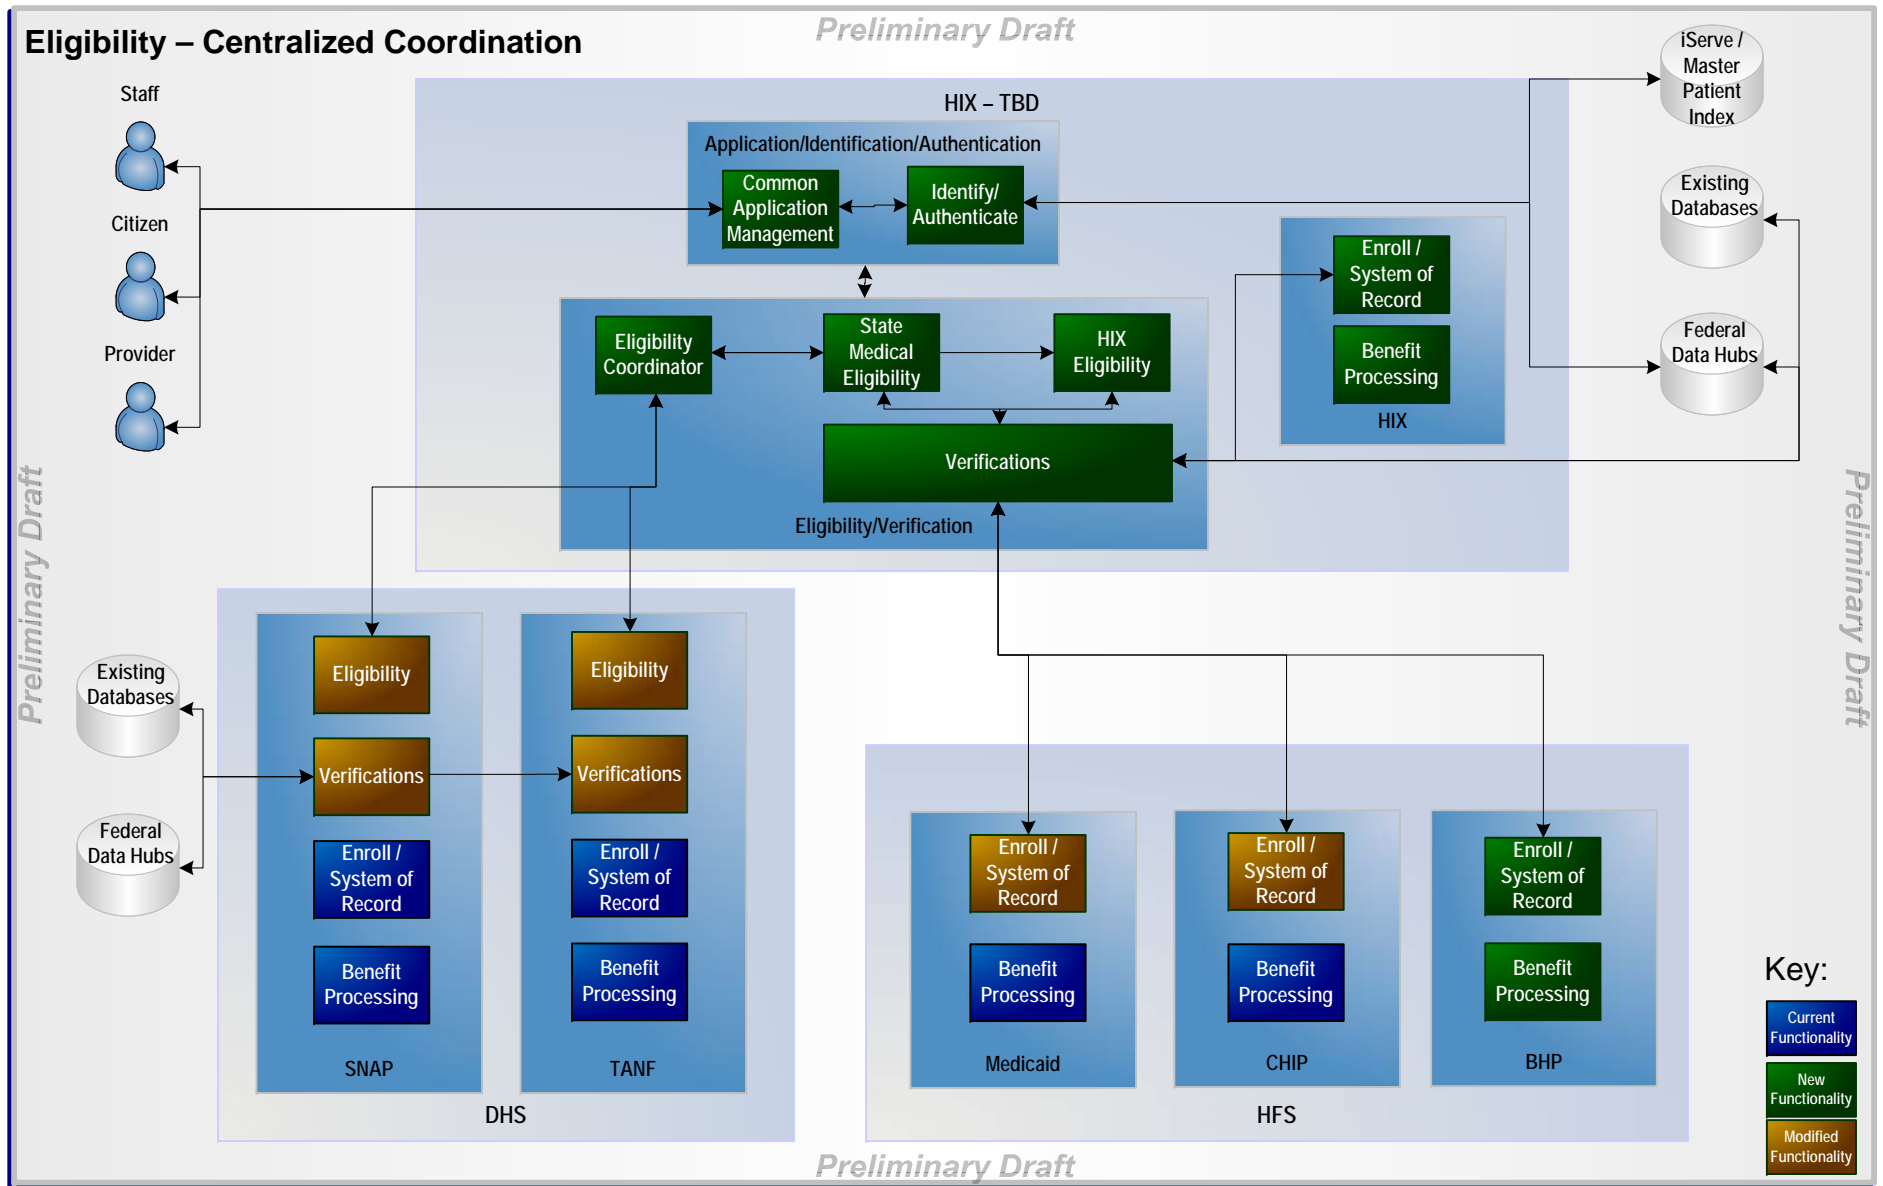 Preliminary Draft
Eligibility – Centralized Coordination
Staff
Citizen
Provider
HIX – TBD
Application/Identification/Authentication
Common
Application
Management
Identify/
Authenticate
iServe /
Master
Patient
Index
Existing
Databases
Federal
Data Hubs
Enroll /
System of
Record
Benefit
Processing
HIX
Eligibility
Coordinator
State
Medical
Eligibility
HIX
Eligibility
Verifications
Eligibility/Verification
Preliminary Draft
Preliminary Draft
Existing
Databases
Federal
Data Hubs
Eligibility
Verifications
Enroll /
System of
Record
Benefit
Processing
SNAP
Eligibility
Verifications
Enroll /
System of
Record
Benefit
Processing
TANF
DHS
Enroll /
System of
Record
Benefit
Processing
Medicaid
Enroll /
System of
Record
Benefit
Processing
CHIP
Enroll /
System of
Record
Benefit
Processing
BHP
HFS
Key:
Current
Functionality
New
Functionality
Modified
Functionality
Preliminary Draft